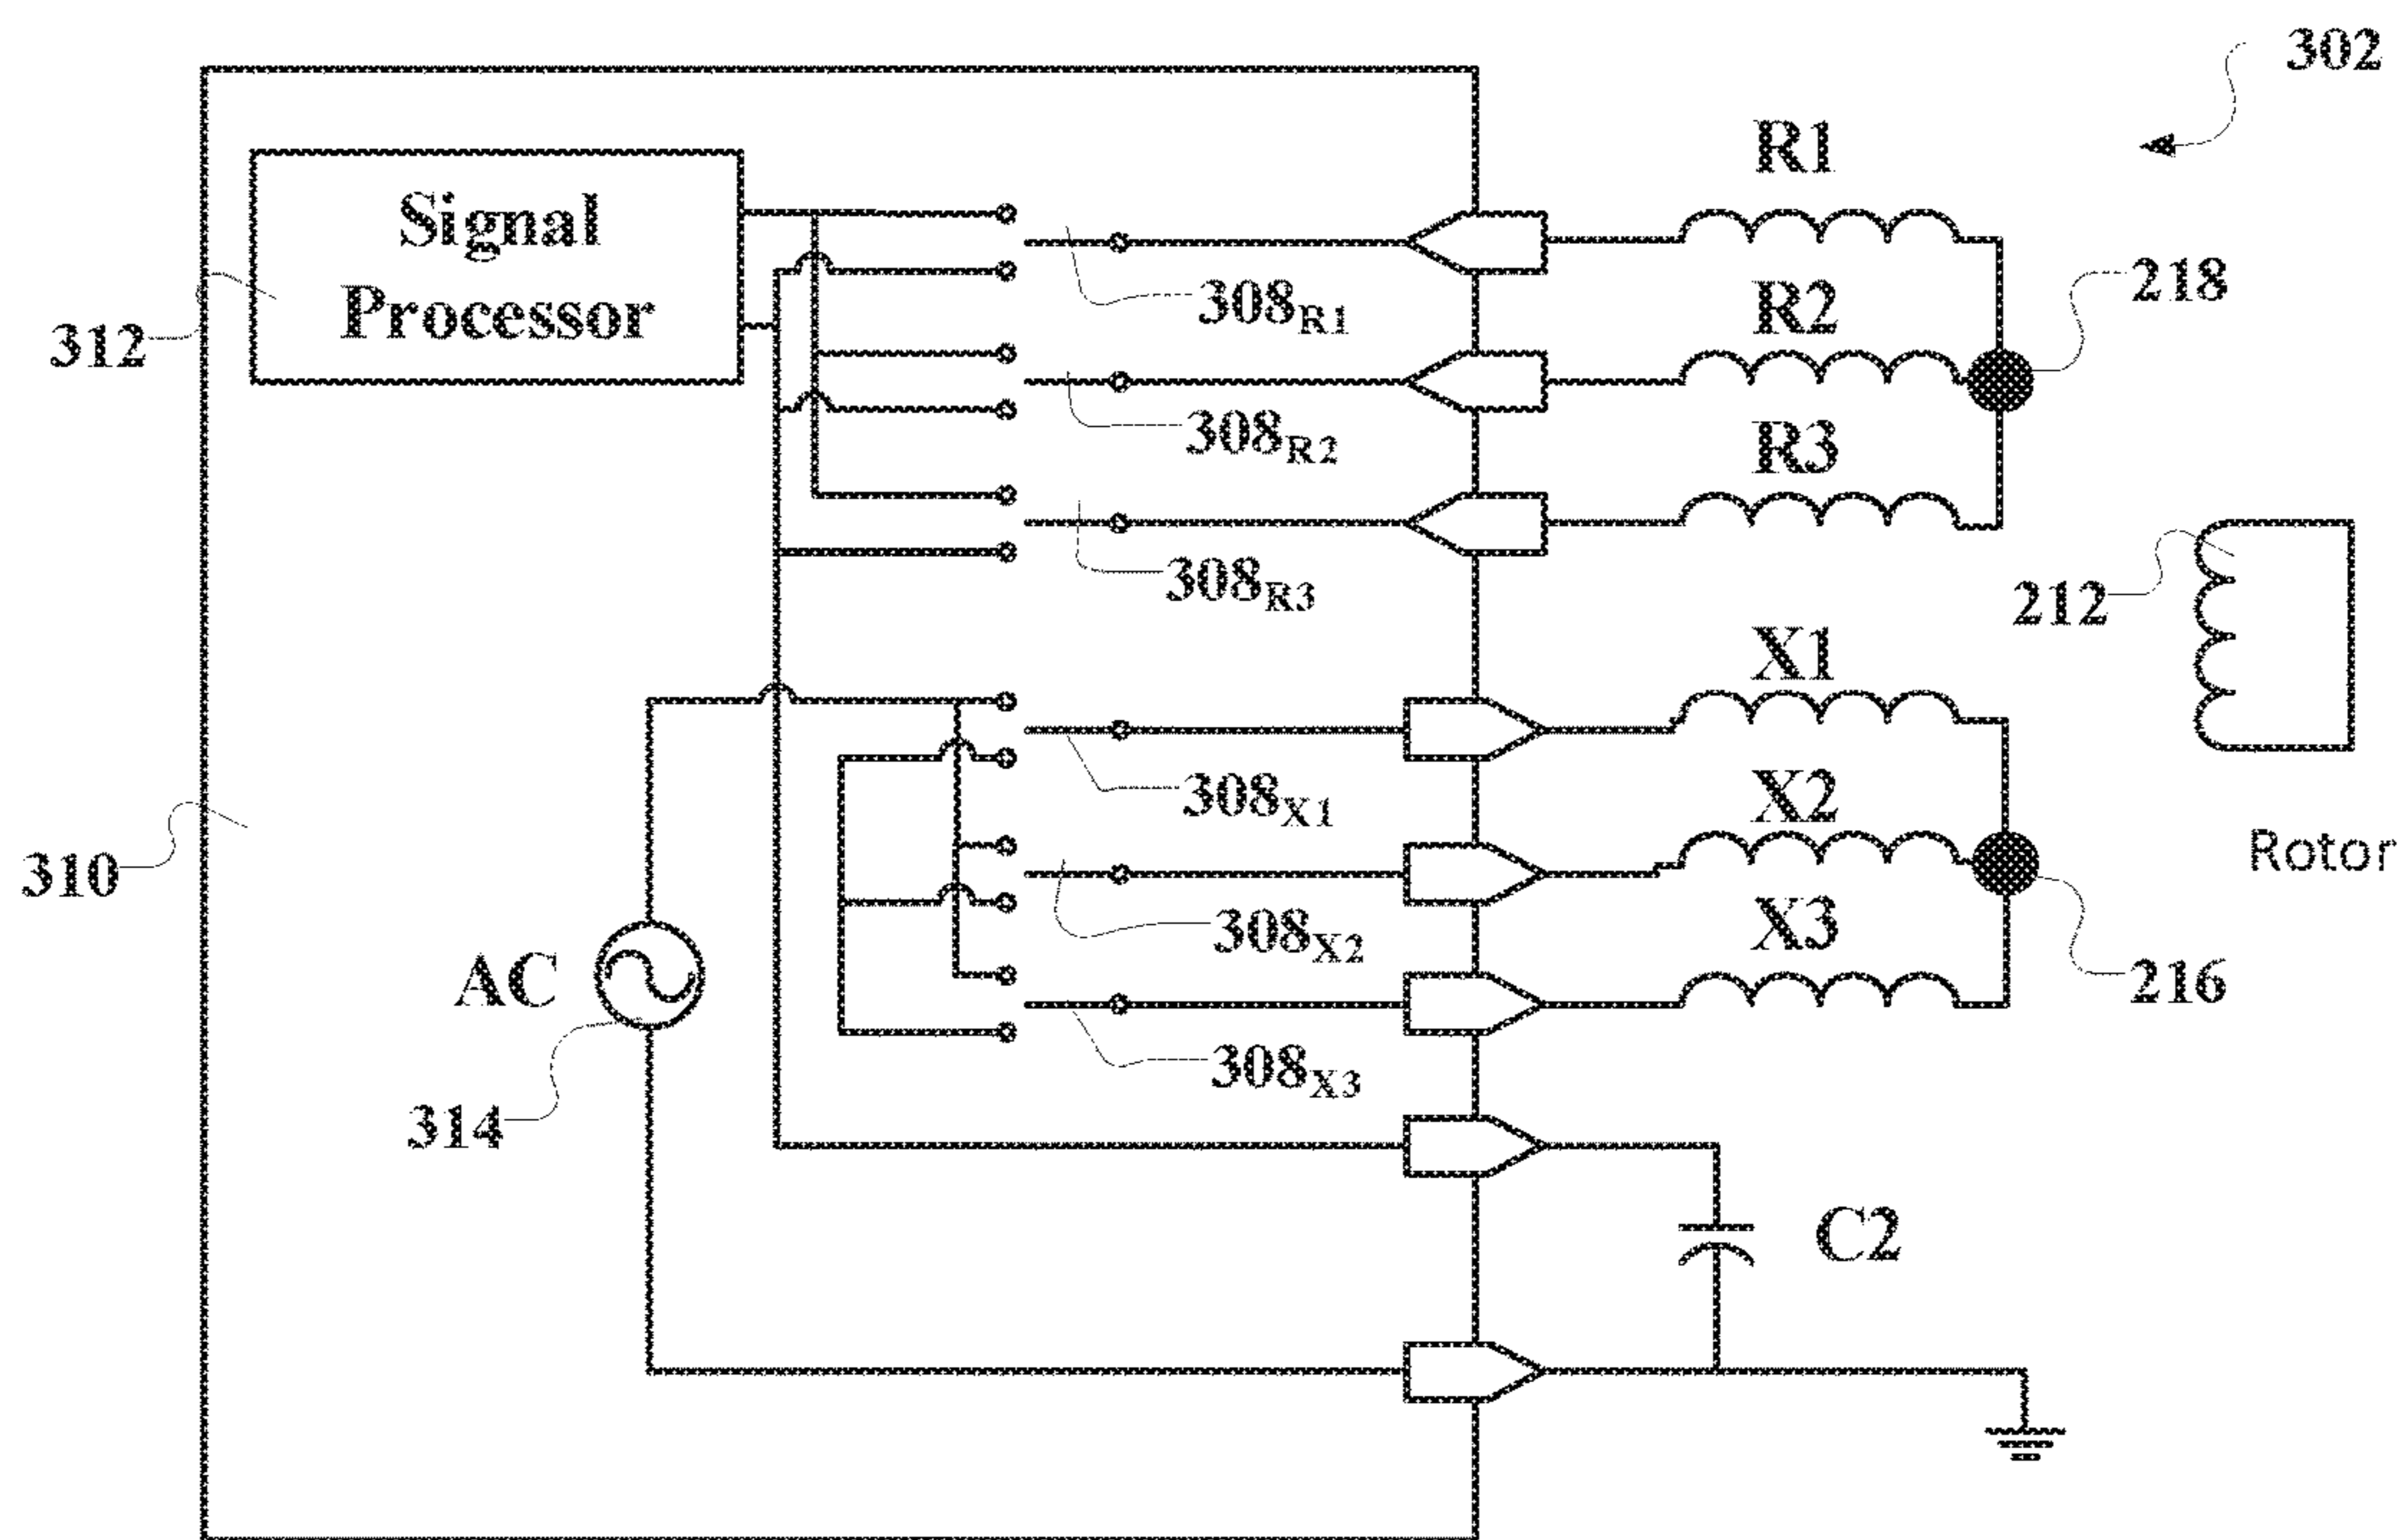 302
R1
Signal
Processor
308R1
R2
218
312
308R2
R3
308R3
212
X1
308X1
X2
Rotor
310
308X2
X3
AC
216
308X3
314
C2